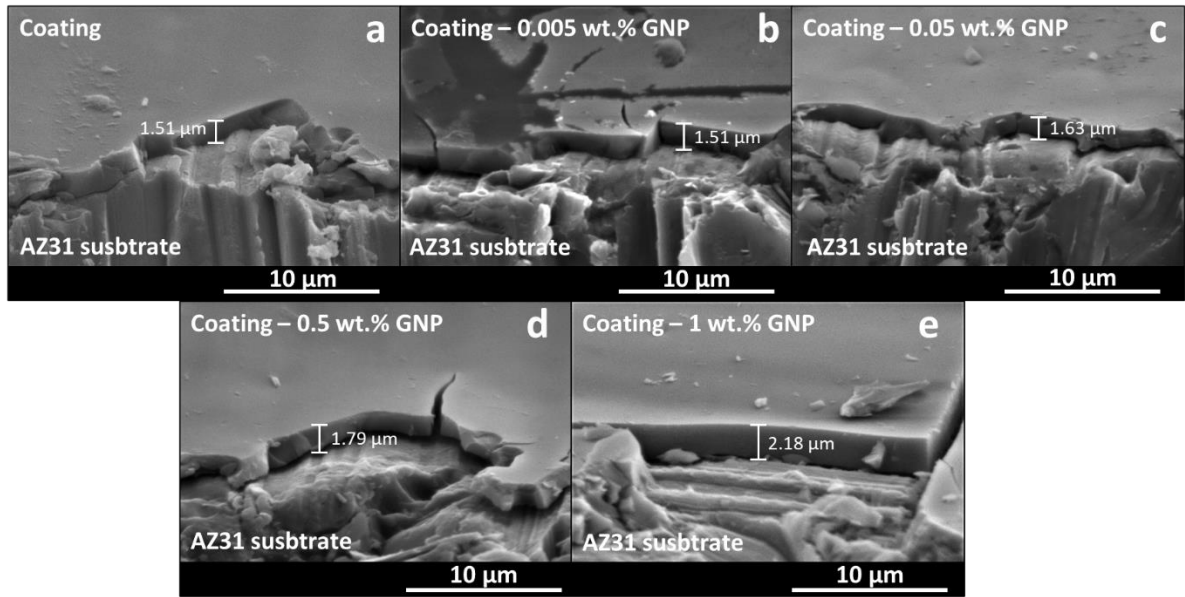 Coating
a
1.51 μm
AZ31 susbtrate
10 μm
Coating – 0.005 wt.% GNP
b
1.51 μm
AZ31 susbtrate
10 μm
Coating – 0.05 wt.% GNP
c
1.63 μm
AZ31 susbtrate
10 μm
Coating – 0.5 wt.% GNP
d
1.79 μm
AZ31 susbtrate
10 μm
Coating – 1 wt.% GNP
e
2.18 μm
AZ31 susbtrate
10 μm